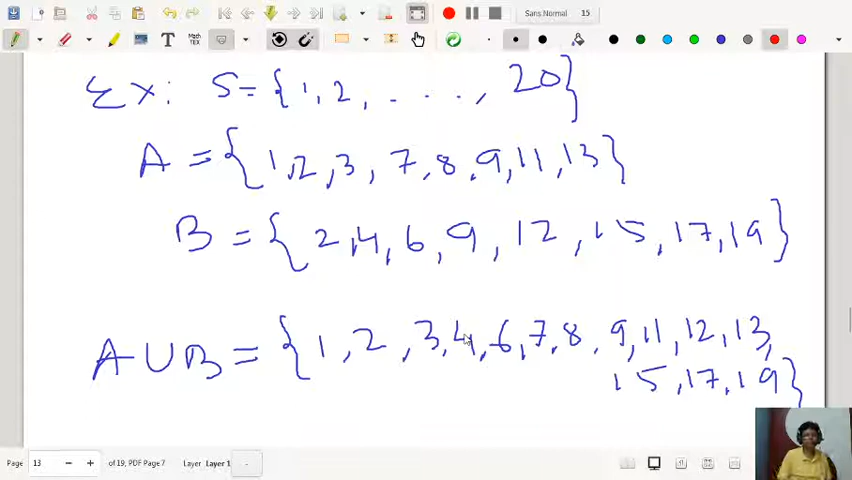 Sans Normal 15
T MATH TEX
Ex: S={1,2,....,20}
A={1,2,3,7,8,9,11,13}
B={2,4,6,9,12,15,17,19}
A∪B={1,2,3,4,6,7,8,9,11,12,13,
15,17,19}
Page 13 of 19, PDF Page 7 Layer Layer 1